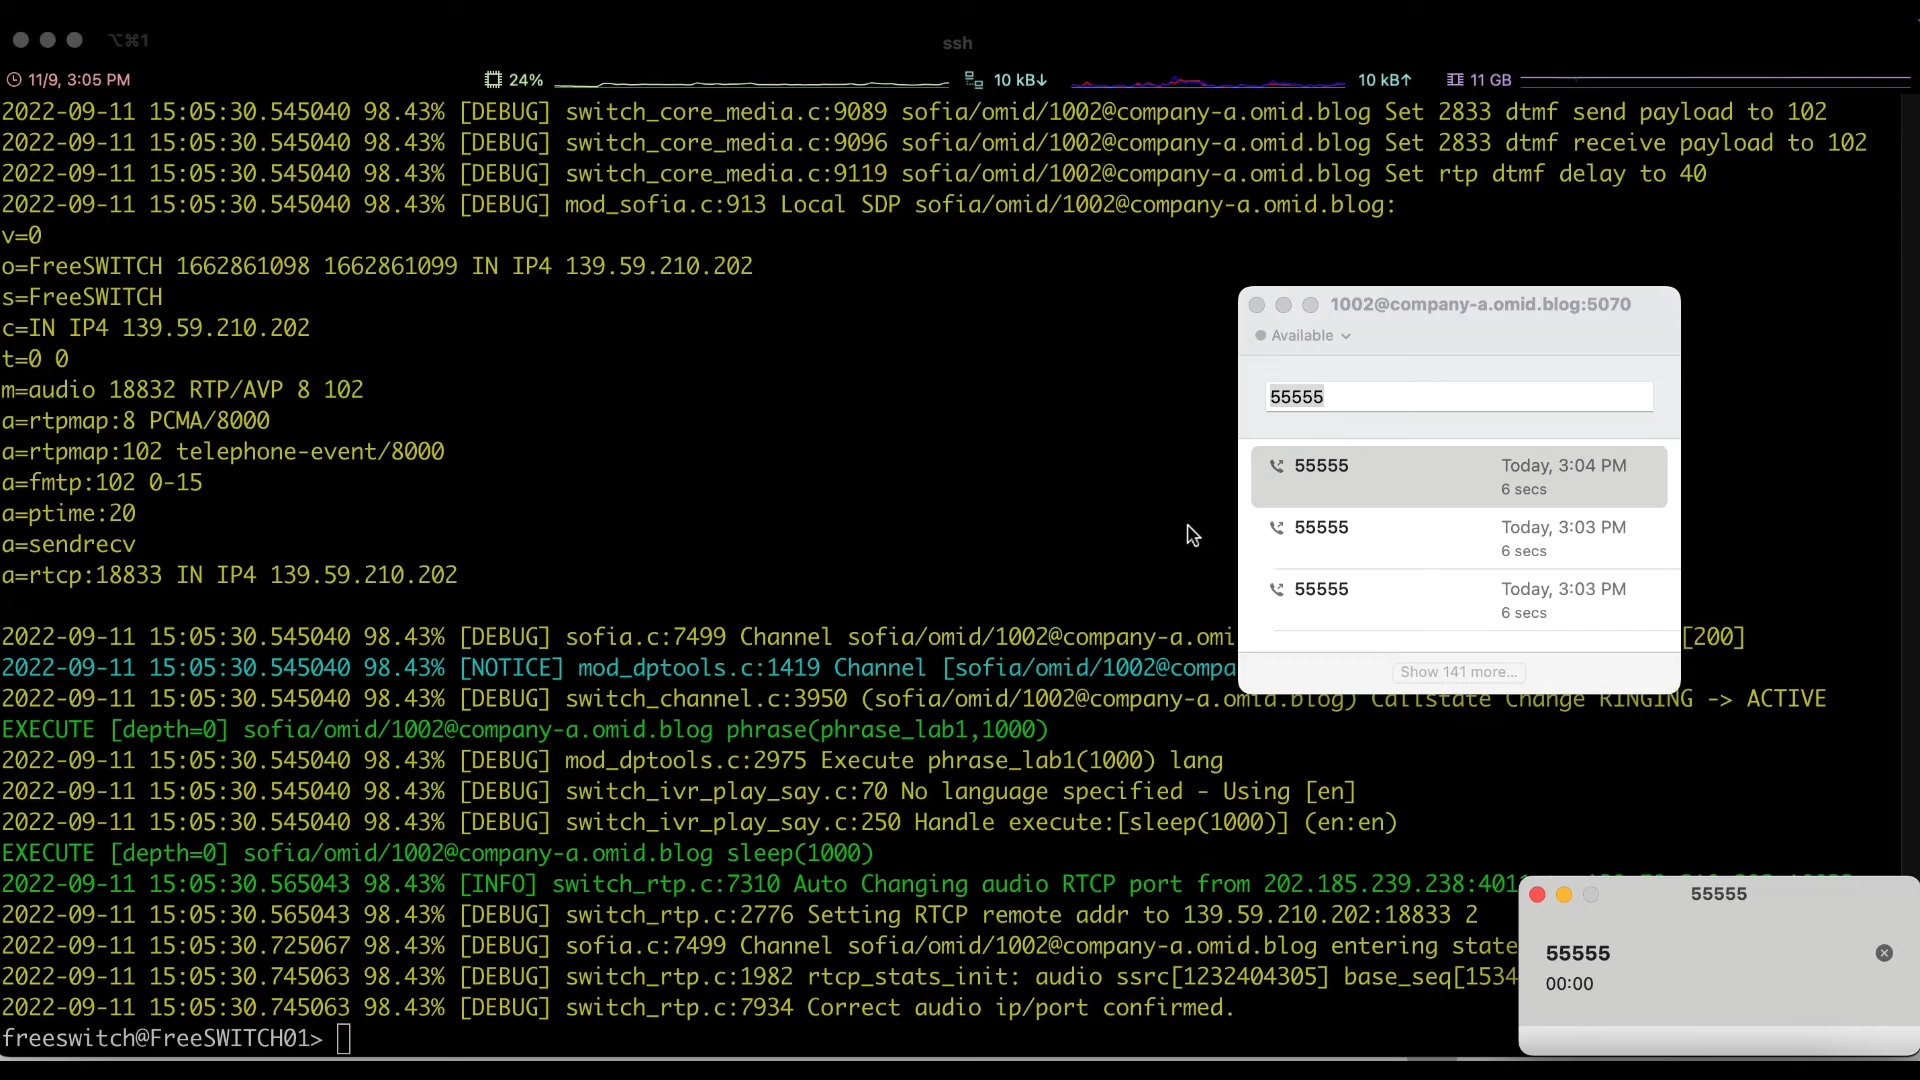 ⌥⌘1
ssh
11/9, 3:05 PM
24%
10 kB↓
10 kB↑
11 GB
2022-09-11 15:05:30.545040 98.43% [DEBUG] switch_core_media.c:9089 sofia/omid/1002@company-a.omid.blog Set 2833 dtmf send payload to 102
2022-09-11 15:05:30.545040 98.43% [DEBUG] switch_core_media.c:9096 sofia/omid/1002@company-a.omid.blog Set 2833 dtmf receive payload to 102
2022-09-11 15:05:30.545040 98.43% [DEBUG] switch_core_media.c:9119 sofia/omid/1002@company-a.omid.blog Set rtp dtmf delay to 40
2022-09-11 15:05:30.545040 98.43% [DEBUG] mod_sofia.c:913 Local SDP sofia/omid/1002@company-a.omid.blog:
v=0
o=FreeSWITCH 1662861098 1662861099 IN IP4 139.59.210.202
s=FreeSWITCH
c=IN IP4 139.59.210.202
t=0 0
m=audio 18832 RTP/AVP 8 102
a=rtpmap:8 PCMA/8000
a=rtpmap:102 telephone-event/8000
a=fmtp:102 0-15
a=ptime:20
a=sendrecv
a=rtcp:18833 IN IP4 139.59.210.202
2022-09-11 15:05:30.545040 98.43% [DEBUG] sofia.c:7499 Channel sofia/omid/1002@company-a.omi [200]
2022-09-11 15:05:30.545040 98.43% [NOTICE] mod_dptools.c:1419 Channel [sofia/omid/1002@compa
2022-09-11 15:05:30.545040 98.43% [DEBUG] switch_channel.c:3950 (sofia/omid/1002@company-a.omid.blog) Callstate Change RINGING -> ACTIVE
EXECUTE [depth=0] sofia/omid/1002@company-a.omid.blog phrase(phrase_lab1,1000)
2022-09-11 15:05:30.545040 98.43% [DEBUG] mod_dptools.c:2975 Execute phrase_lab1(1000) lang
2022-09-11 15:05:30.545040 98.43% [DEBUG] switch_ivr_play_say.c:70 No language specified - Using [en]
2022-09-11 15:05:30.545040 98.43% [DEBUG] switch_ivr_play_say.c:250 Handle execute:[sleep(1000)] (en:en)
EXECUTE [depth=0] sofia/omid/1002@company-a.omid.blog sleep(1000)
2022-09-11 15:05:30.565043 98.43% [INFO] switch_rtp.c:7310 Auto Changing audio RTCP port from 202.185.239.238:401
2022-09-11 15:05:30.565043 98.43% [DEBUG] switch_rtp.c:2776 Setting RTCP remote addr to 139.59.210.202:18833 2
2022-09-11 15:05:30.725067 98.43% [DEBUG] sofia.c:7499 Channel sofia/omid/1002@company-a.omid.blog entering state
2022-09-11 15:05:30.745063 98.43% [DEBUG] switch_rtp.c:1982 rtcp_stats_init: audio ssrc[1232404305] base_seq[1534
2022-09-11 15:05:30.745063 98.43% [DEBUG] switch_rtp.c:7934 Correct audio ip/port confirmed.
freeswitch@FreeSWITCH01>
1002@company-a.omid.blog:5070
Available
55555
55555 Today, 3:04 PM
6 secs
55555 Today, 3:03 PM
6 secs
55555 Today, 3:03 PM
6 secs
Show 141 more...
55555
55555
00:00